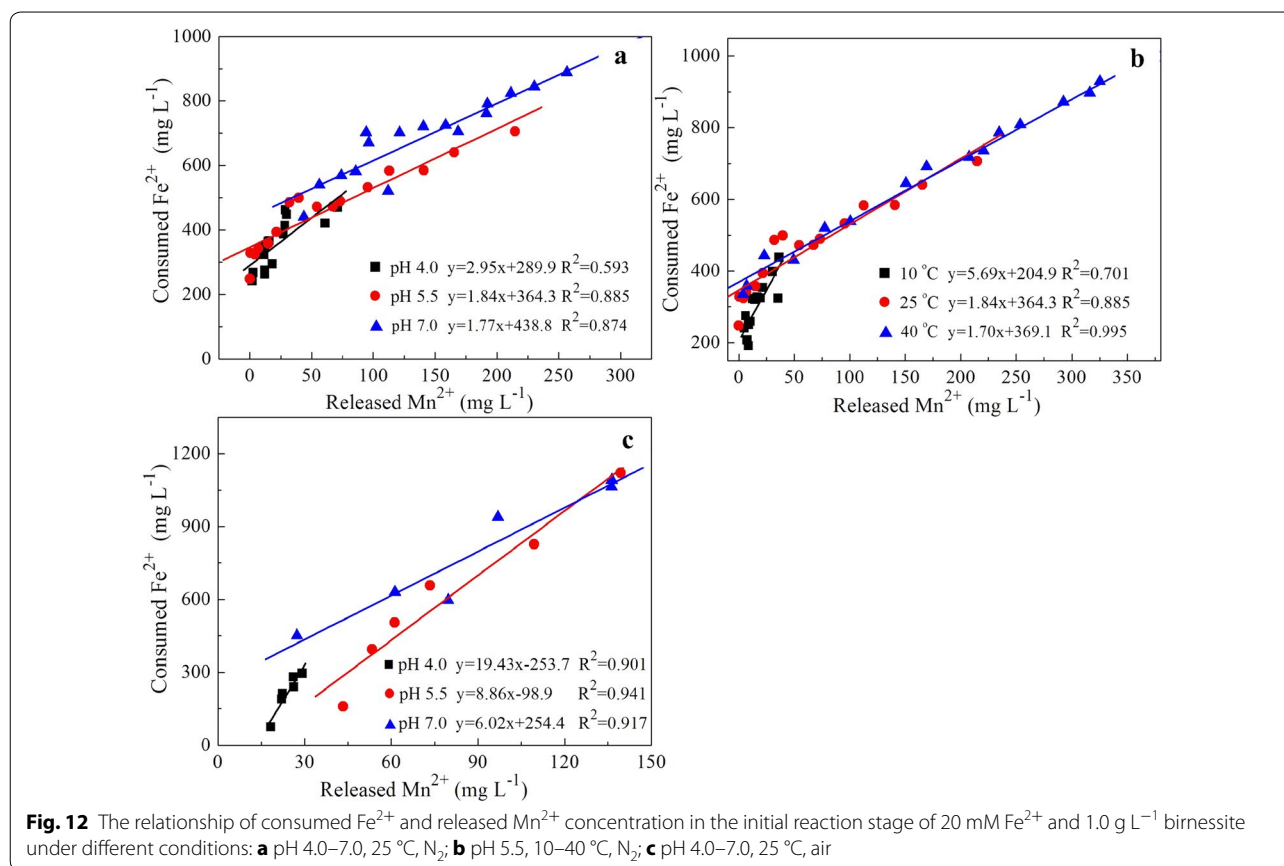 a
1000
800
600
400
200
0
Consumed Fe²⁺ (mg L⁻¹)
pH 4.0 y=2.95x+289.9 R²=0.593
pH 5.5 y=1.84x+364.3 R²=0.885
pH 7.0 y=1.77x+438.8 R²=0.874
0 50 100 150 200 250 300
Released Mn²⁺ (mg L⁻¹)
b
1000
800
600
400
200
Consumed Fe²⁺ (mg L⁻¹)
10 °C y=5.69x+204.9 R²=0.701
25 °C y=1.84x+364.3 R²=0.885
40 °C y=1.70x+369.1 R²=0.995
0 50 100 150 200 250 300 350
Released Mn²⁺ (mg L⁻¹)
c
1200
900
600
300
0
Consumed Fe²⁺ (mg L⁻¹)
pH 4.0 y=19.43x-253.7 R²=0.901
pH 5.5 y=8.86x-98.9 R²=0.941
pH 7.0 y=6.02x+254.4 R²=0.917
0 30 60 90 120 150
Released Mn²⁺ (mg L⁻¹)
Fig. 12 The relationship of consumed Fe²⁺ and released Mn²⁺ concentration in the initial reaction stage of 20 mM Fe²⁺ and 1.0 g L⁻¹ birnessite
under different conditions: a pH 4.0–7.0, 25 °C, N₂; b pH 5.5, 10–40 °C, N₂; c pH 4.0–7.0, 25 °C, air